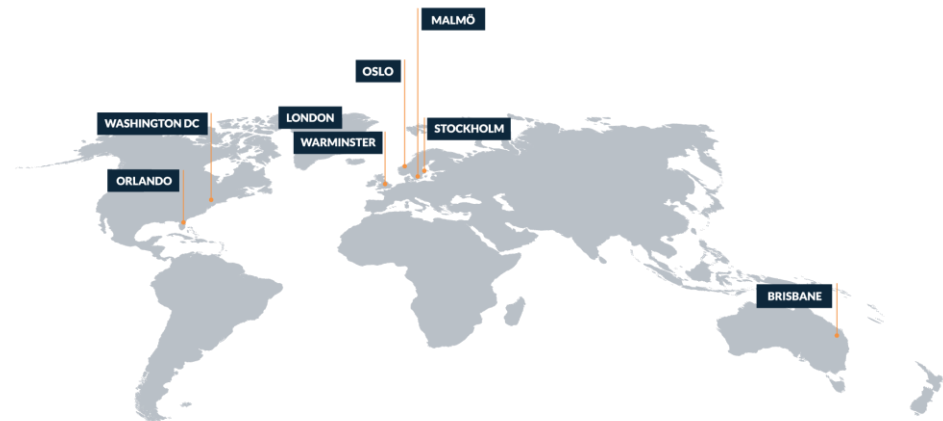 MALMÖ
OSLO
LONDON
WASHINGTON DC
STOCKHOLM
WARMINSTER
ORLANDO
BRISBANE